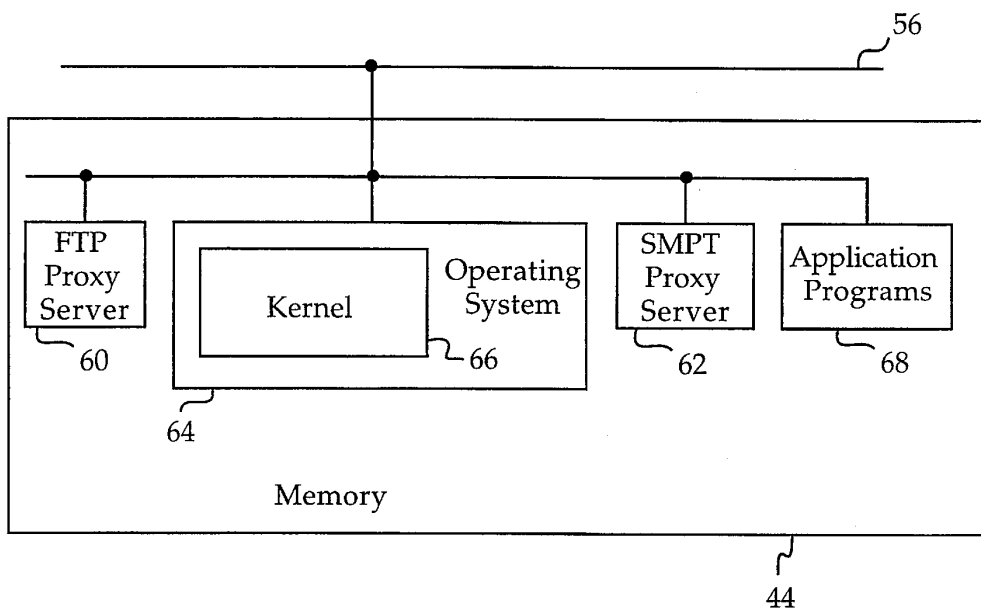 56
FTP
Proxy
Server
60
Kernel
66
Operating
System
64
SMPT
Proxy
Server
62
Application
Programs
68
Memory
44